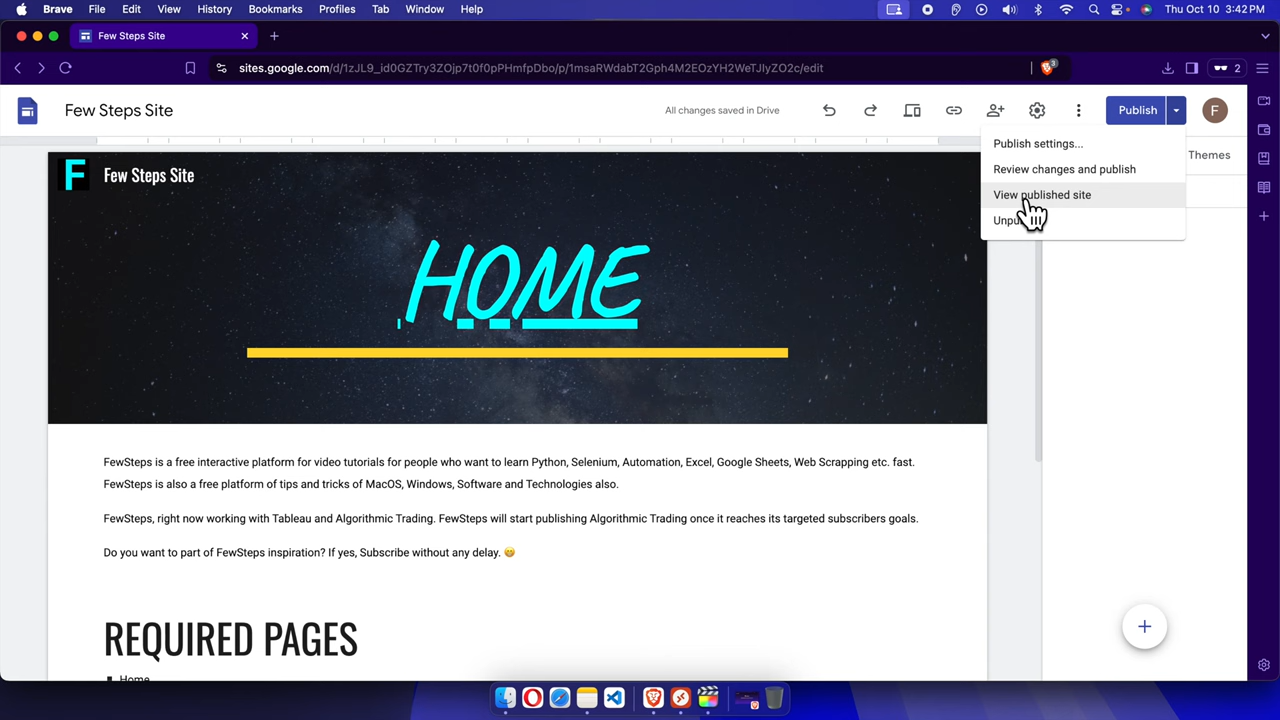 Brave File Edit View History Bookmarks Profiles Tab Window Help Thu Oct 10 3:42 PM
Few Steps Site
sites.google.com/d/1zJL9_id0GZTry3ZOjp7t0f0pPHmfpDbo/p/1msaRWdabT2Gph4M2EOzYH2WeTJIyZO2c/edit
3
2
Few Steps Site
All changes saved in Drive
Publish
F
Publish settings...
Themes
Review changes and publish
View published site
F Few Steps Site
HOME
FewSteps is a free interactive platform for video tutorials for people who want to learn Python, Selenium, Automation, Excel, Google Sheets, Web Scrapping etc. fast.
FewSteps is also a free platform of tips and tricks of MacOS, Windows, Software and Technologies also.
FewSteps, right now working with Tableau and Algorithmic Trading. FewSteps will start publishing Algorithmic Trading once it reaches its targeted subscribers goals.
Do you want to part of FewSteps inspiration? If yes, Subscribe without any delay. 😁
REQUIRED PAGES
Home